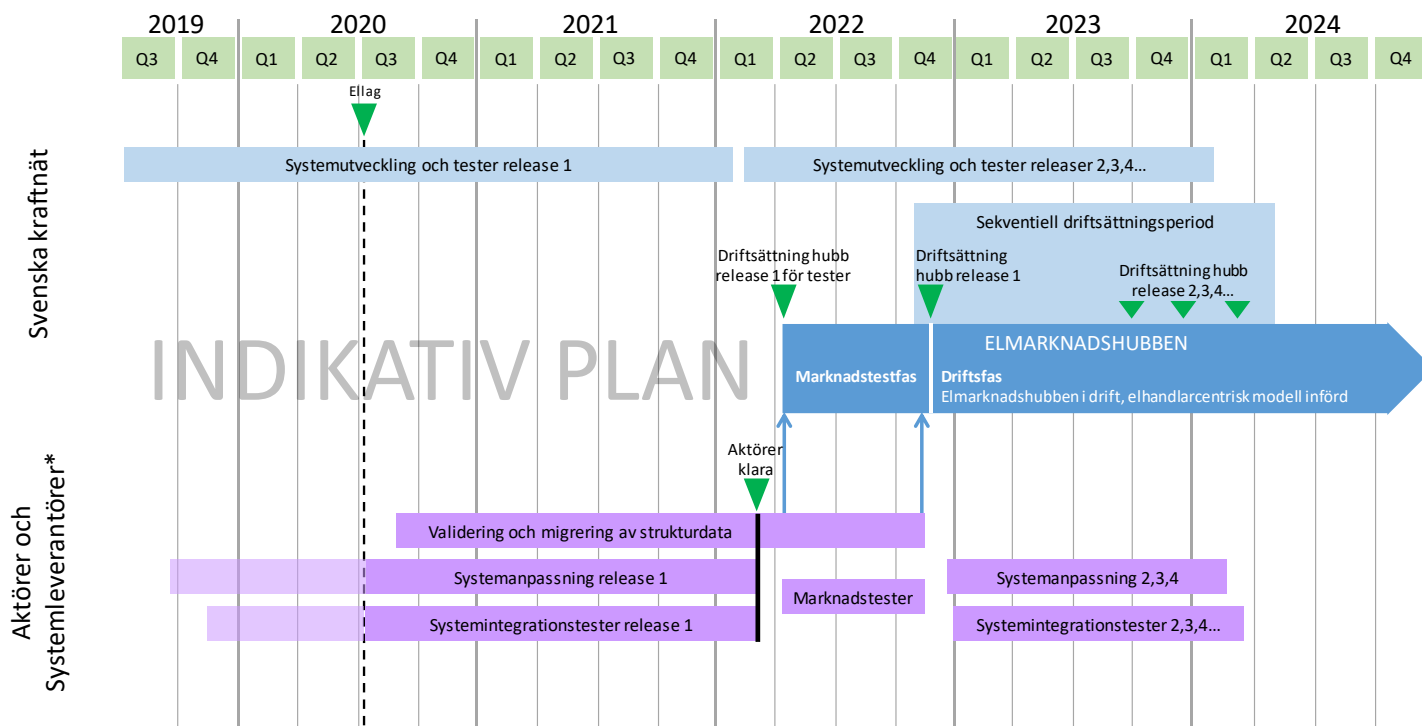 2019 2020 2021 2022 2023 2024
Q3 Q4 Q1 Q2 Q3 Q4 Q1 Q2 Q3 Q4 Q1 Q2 Q3 Q4 Q1 Q2 Q3 Q4 Q1 Q2 Q3 Q4
Ellag
Svenska kraftnät
Systemutveckling och tester release 1
Systemutveckling och tester releaser 2,3,4...
Sekventiell driftsättningsperiod
Driftsättning hubb
release 1 för tester
Driftsättning
hubb release 1
Driftsättning hubb
release 2,3,4...
INDIKATIV PLAN
ELMARKNADSHUBBEN
Marknadstestfas
Driftsfas
Elmarknadshubben i drift, elhandlarcentrisk modell införd
Aktörer och
Systemleverantörer*
Aktörer
klara
Validering och migrering av strukturdata
Systemanpassning release 1
Systemintegrationstester release 1
Marknadstester
Systemanpassning 2,3,4
Systemintegrationstester 2,3,4...